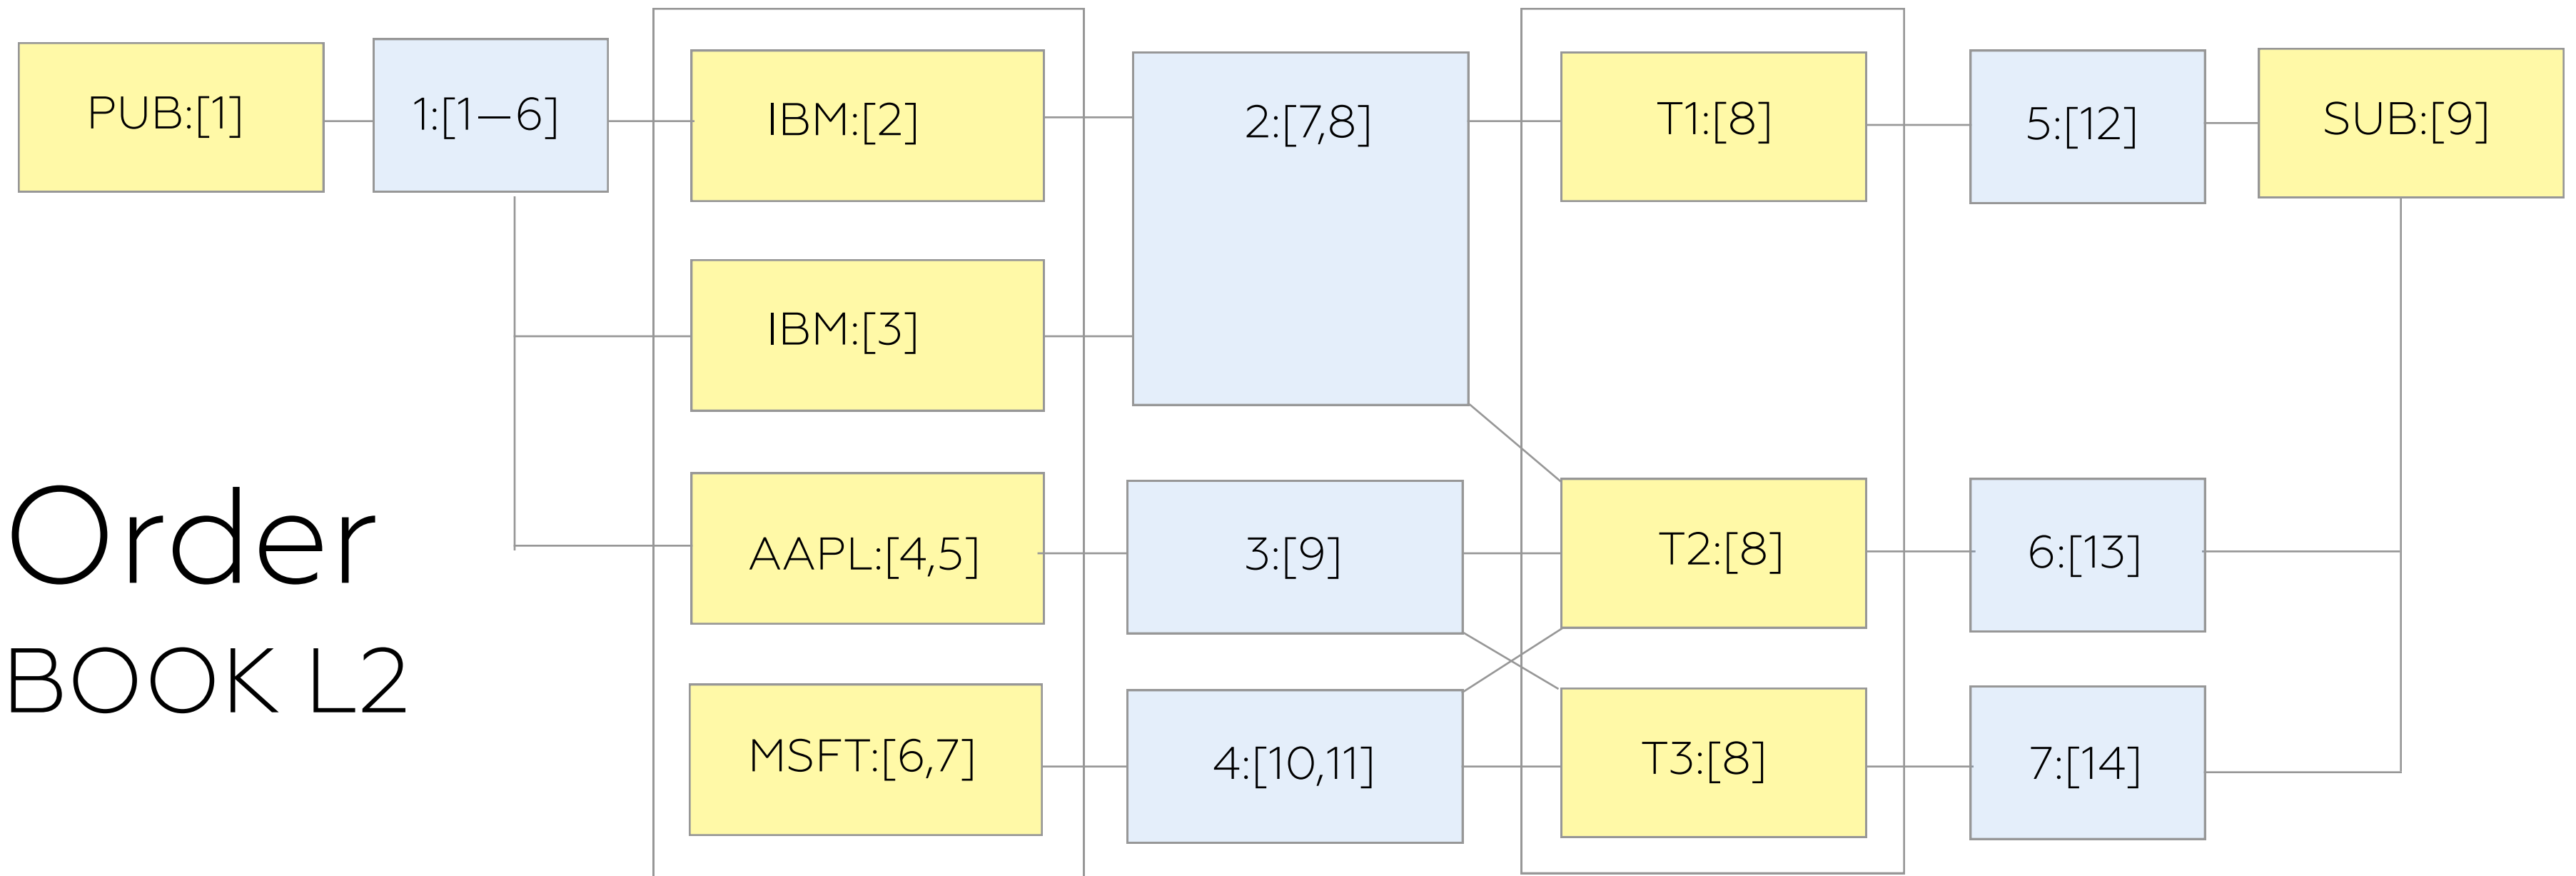 PUB:[1]
1:[1—6]
IBM:[2]
2:[7,8]
T1:[8]
5:[12]
SUB:[9]
IBM:[3]
Order
BOOK L2
AAPL:[4,5]
3:[9]
T2:[8]
6:[13]
MSFT:[6,7]
4:[10,11]
T3:[8]
7:[14]